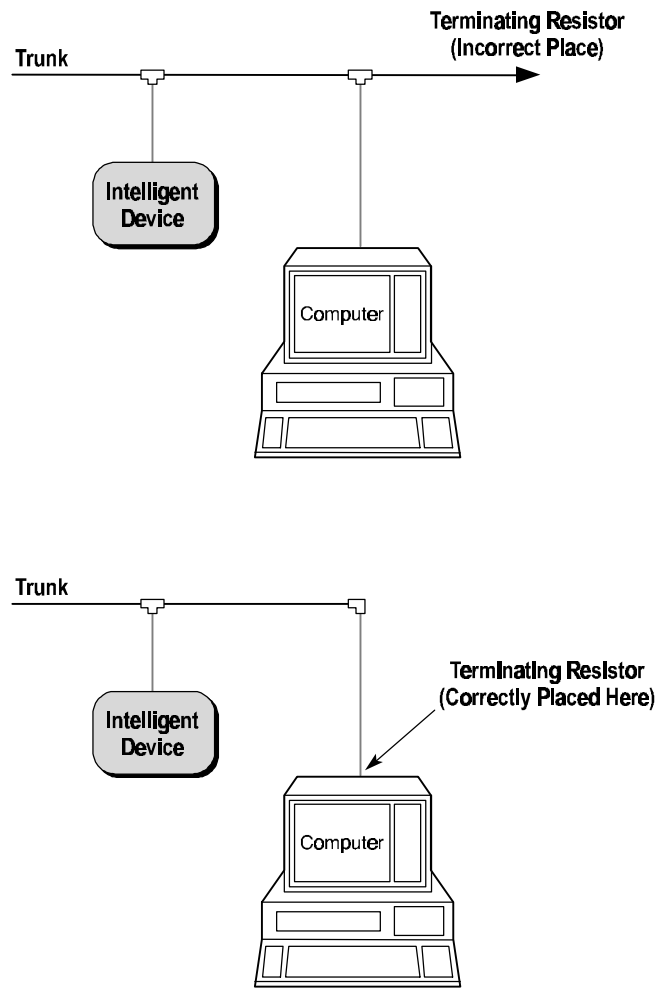 Terminating Resistor
(Incorrect Place)
Trunk
Intelligent
Device
Computer
Trunk
Terminating Resistor
(Correctly Placed Here)
Intelligent
Device
Computer